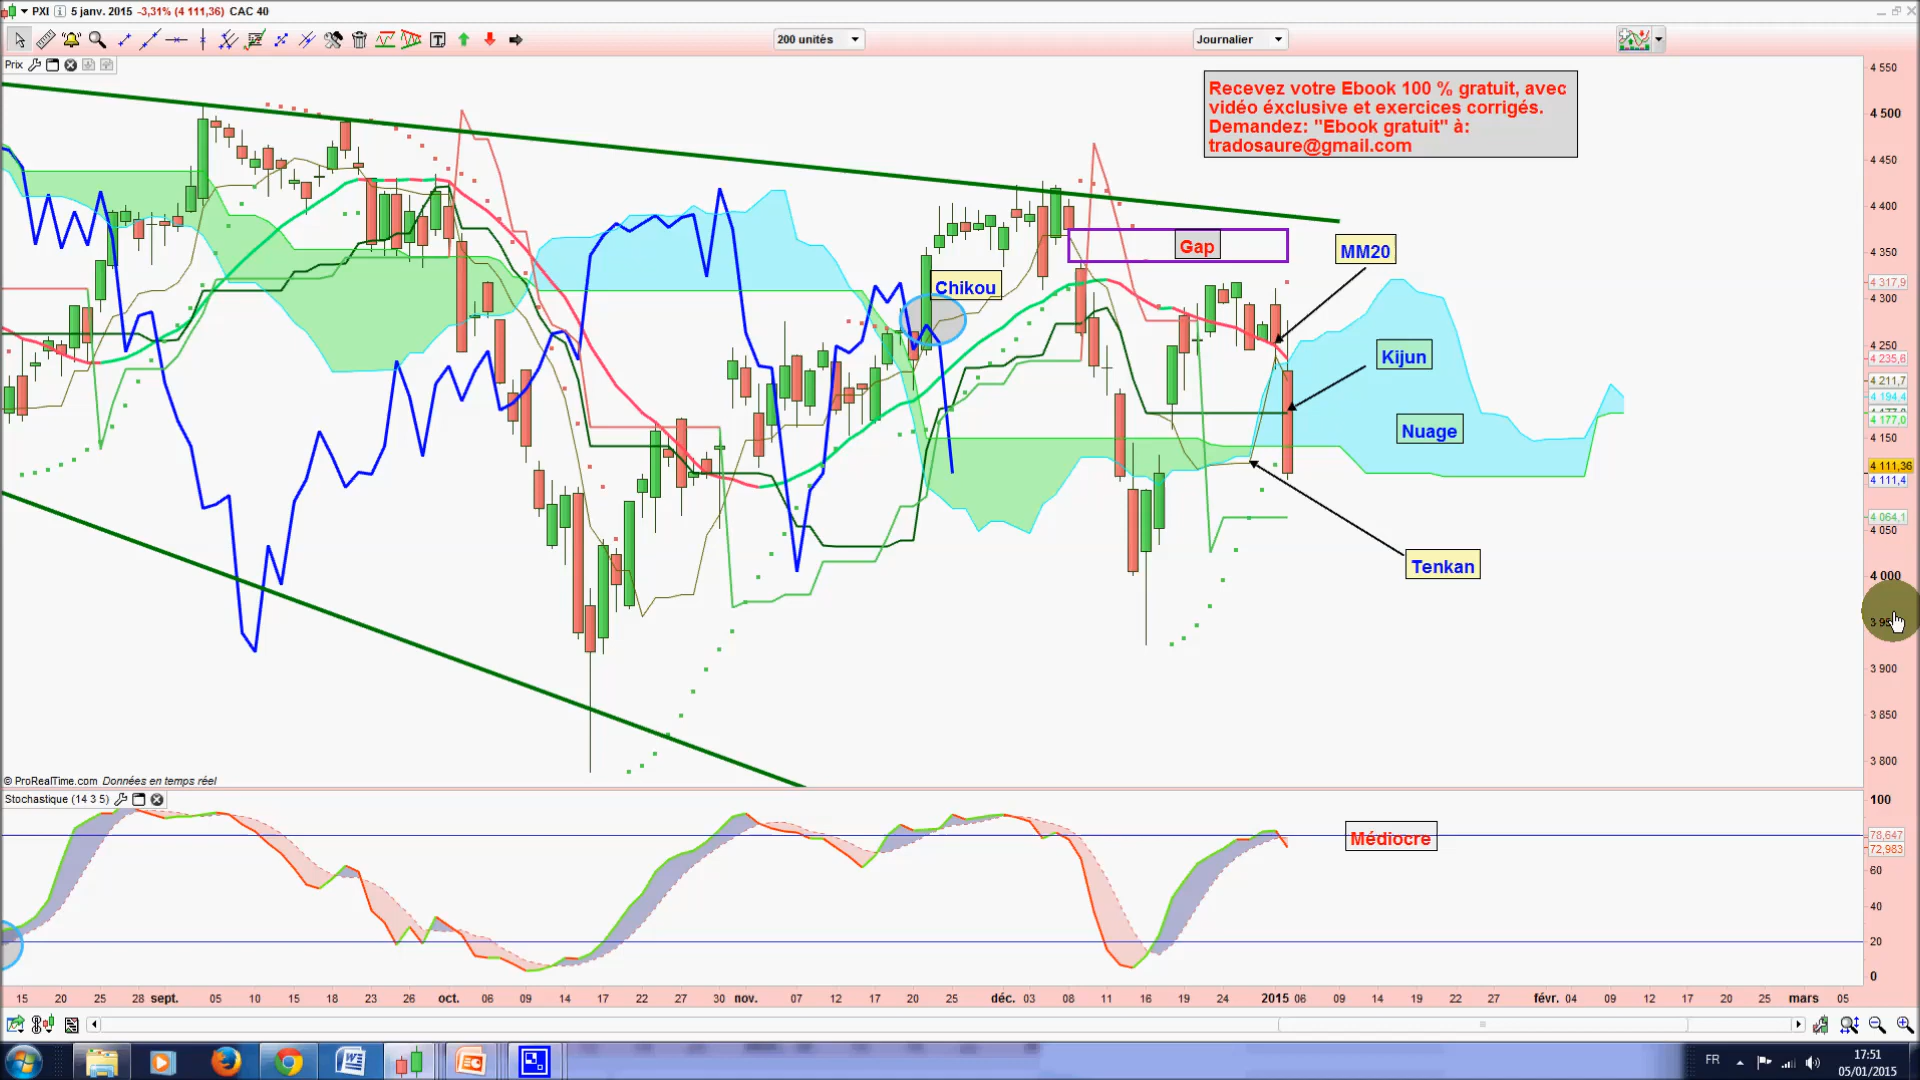 PXI 5 janv. 2015 -3,31% (4 111,36) CAC 40
200 unités
Journalier
Prix
Recevez votre Ebook 100 % gratuit, avec
vidéo éxclusive et exercices corrigés.
Demandez: "Ebook gratuit" à:
tradosaure@gmail.com
Gap
MM20
Chikou
Kijun
Nuage
Tenkan
4 550
4 500
4 450
4 400
4 350
4 317,9
4 300
4 250
4 235,6
4 211,7
4 194,4
4 177,0
4 150
4 111,36
4 111,4
4 064,1
4 050
4 000
3 900
3 850
3 800
© ProRealTime.com Données en temps réel
Stochastique (14 3 5)
Médiocre
100
78,647
72,983
60
40
20
0
15 20 25 28 sept. 05 10 15 18 23 26 oct. 06 09 14 17 22 27 30 nov. 07 12 17 20 25 déc. 03 08 11 16 19 24 2015 06 09 14 19 22 27 févr. 04 09 12 17 20 25 mars 05
FR
17:51
05/01/2015